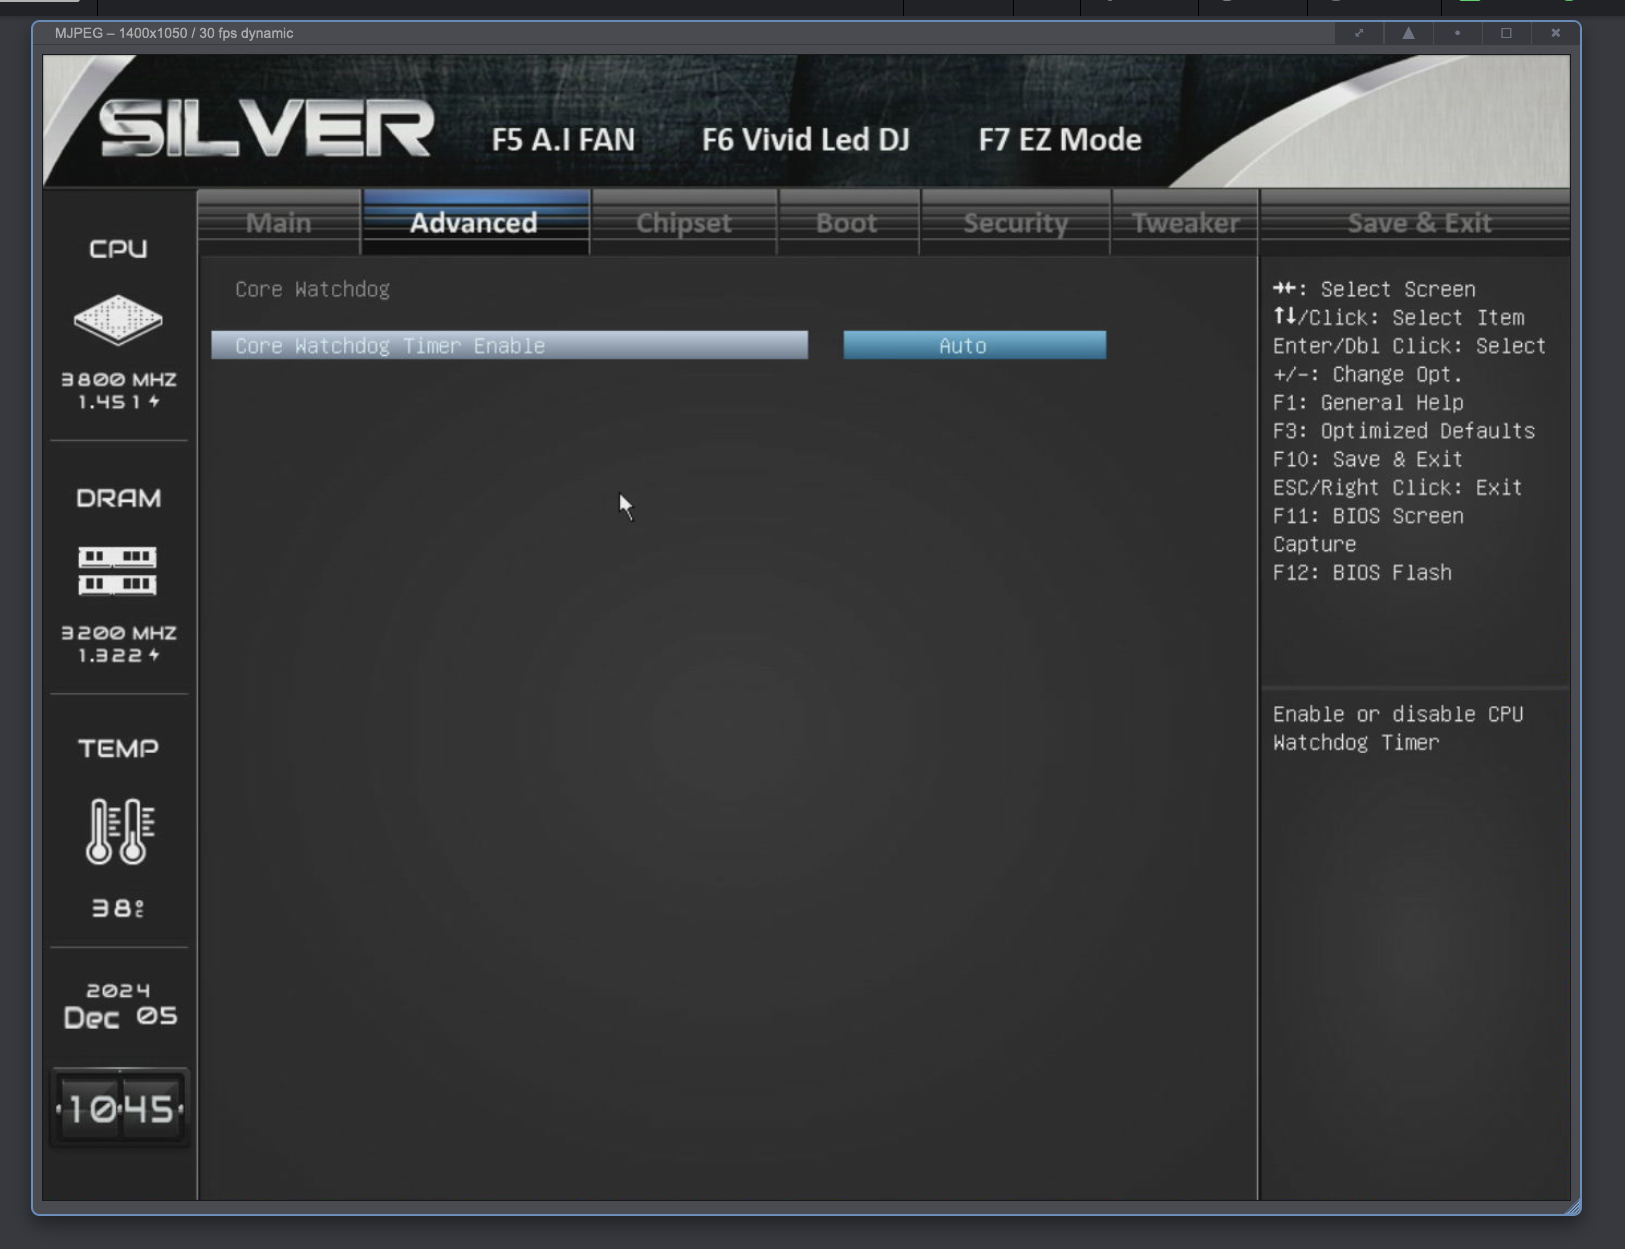 MJPEG – 1400x1050 / 30 fps dynamic
SILVER
F5 A.I FAN
F6 Vivid Led DJ
F7 EZ Mode
Main
Advanced
Chipset
Boot
Security
Tweaker
Save & Exit
CPU
3800 MHZ
1.451
DRAM
3200 MHZ
1.322
TEMP
38°C
2024
Dec 05
10:45
Core Watchdog
Core Watchdog Timer Enable
Auto
→←: Select Screen
↑↓/Click: Select Item
Enter/Dbl Click: Select
+/-: Change Opt.
F1: General Help
F3: Optimized Defaults
F10: Save & Exit
ESC/Right Click: Exit
F11: BIOS Screen
Capture
F12: BIOS Flash
Enable or disable CPU
Watchdog Timer